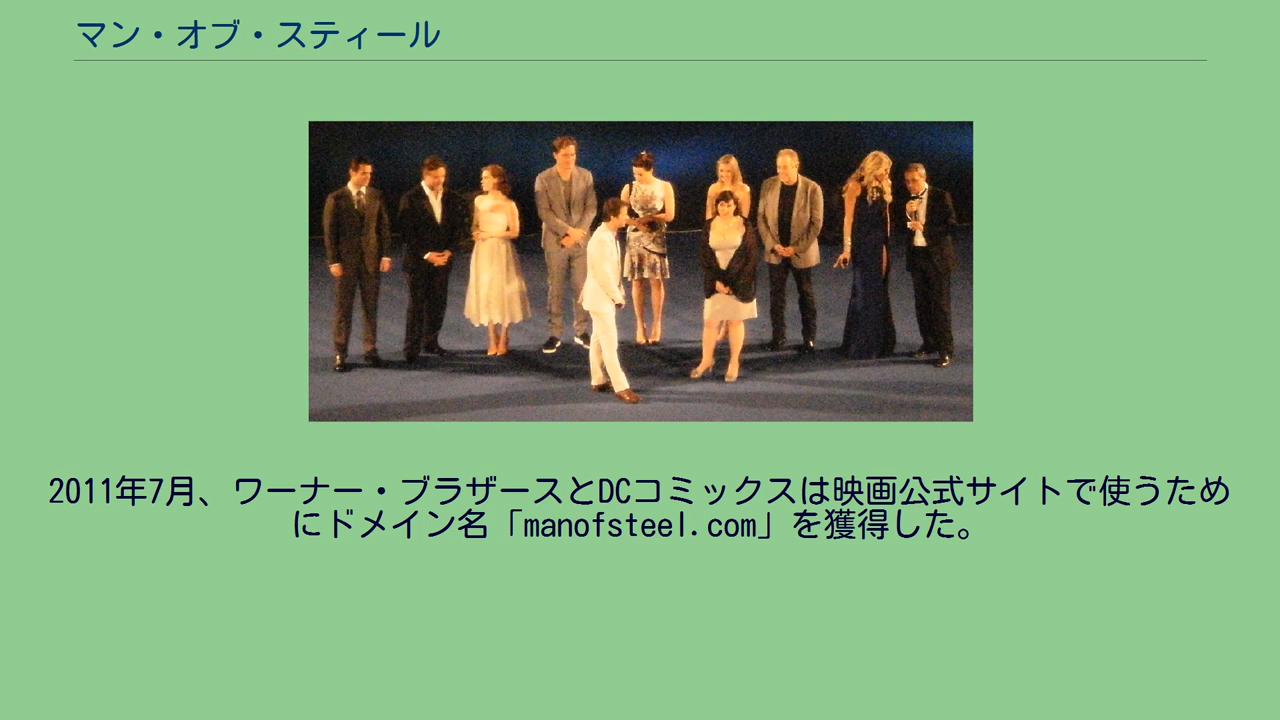 マン・オブ・スティール
2011年7月、ワーナー・ブラザースとDCコミックスは映画公式サイトで使うため
にドメイン名「manofsteel.com」を獲得した。